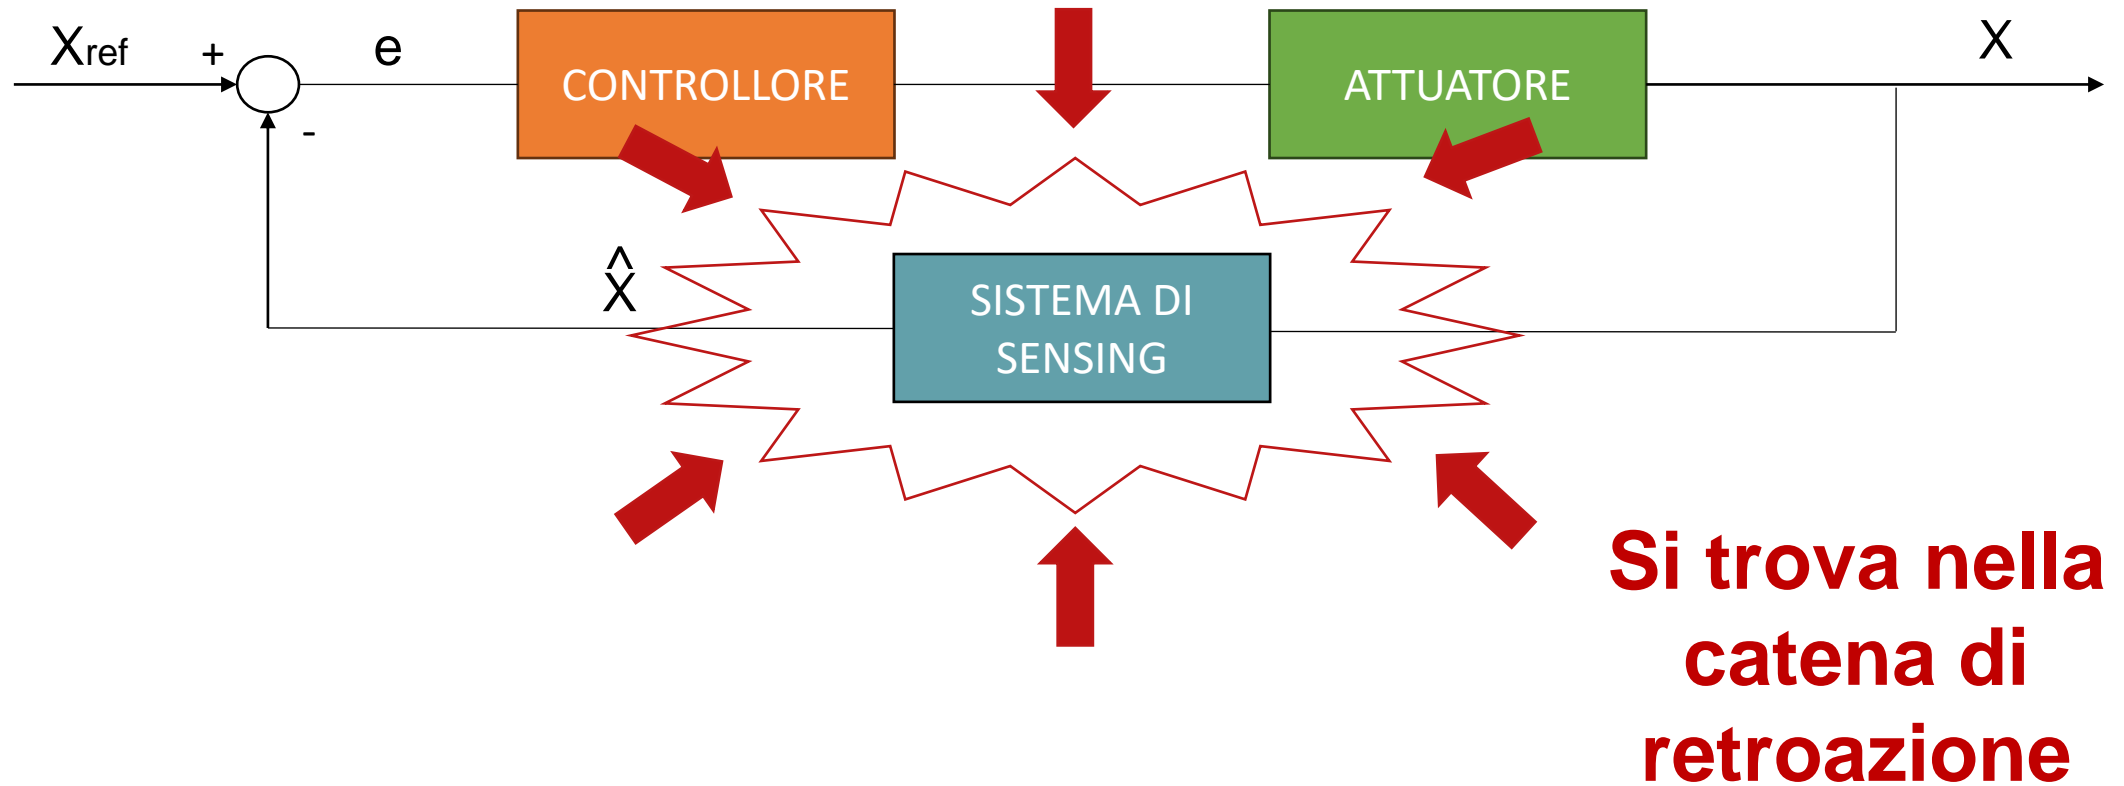 Xref
+
e
CONTROLLORE
ATTUATORE
X
-
^
X
SISTEMA DI
SENSING
Si trova nella
catena di
retroazione